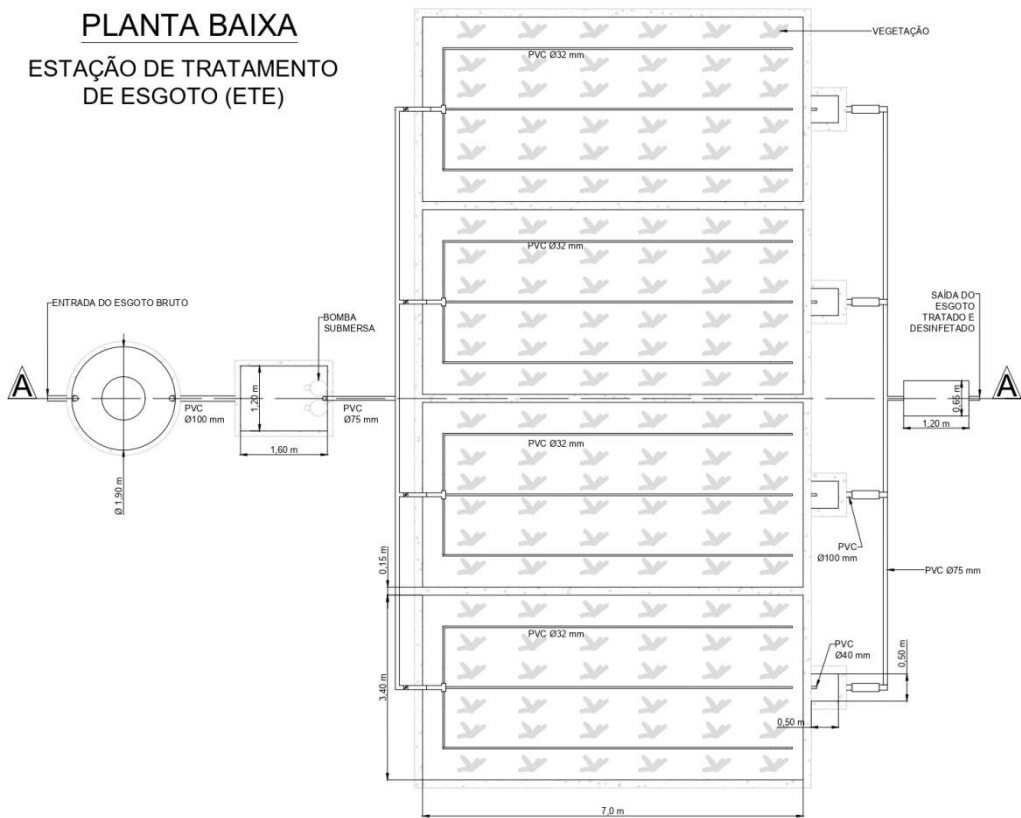 PLANTA BAIXA
ESTAÇÃO DE TRATAMENTO
DE ESGOTO (ETE)
VEGETAÇÃO
PVC Ø32 mm
PVC Ø32 mm
ENTRADA DO ESGOTO BRUTO
BOMBA
SUBMERSA
SAÍDA DO
ESGOTO
TRATADO E
DESINFETADO
A
A
1,20 m
0,65 m
PVC
Ø100 mm
PVC
Ø75 mm
1,20 m
1,60 m
PVC Ø32 mm
Ø 1,90 m
PVC
Ø100 mm
0,15 m
PVC Ø75 mm
PVC Ø32 mm
PVC
Ø40 mm
0,50 m
3,40 m
0,50 m
7,0 m